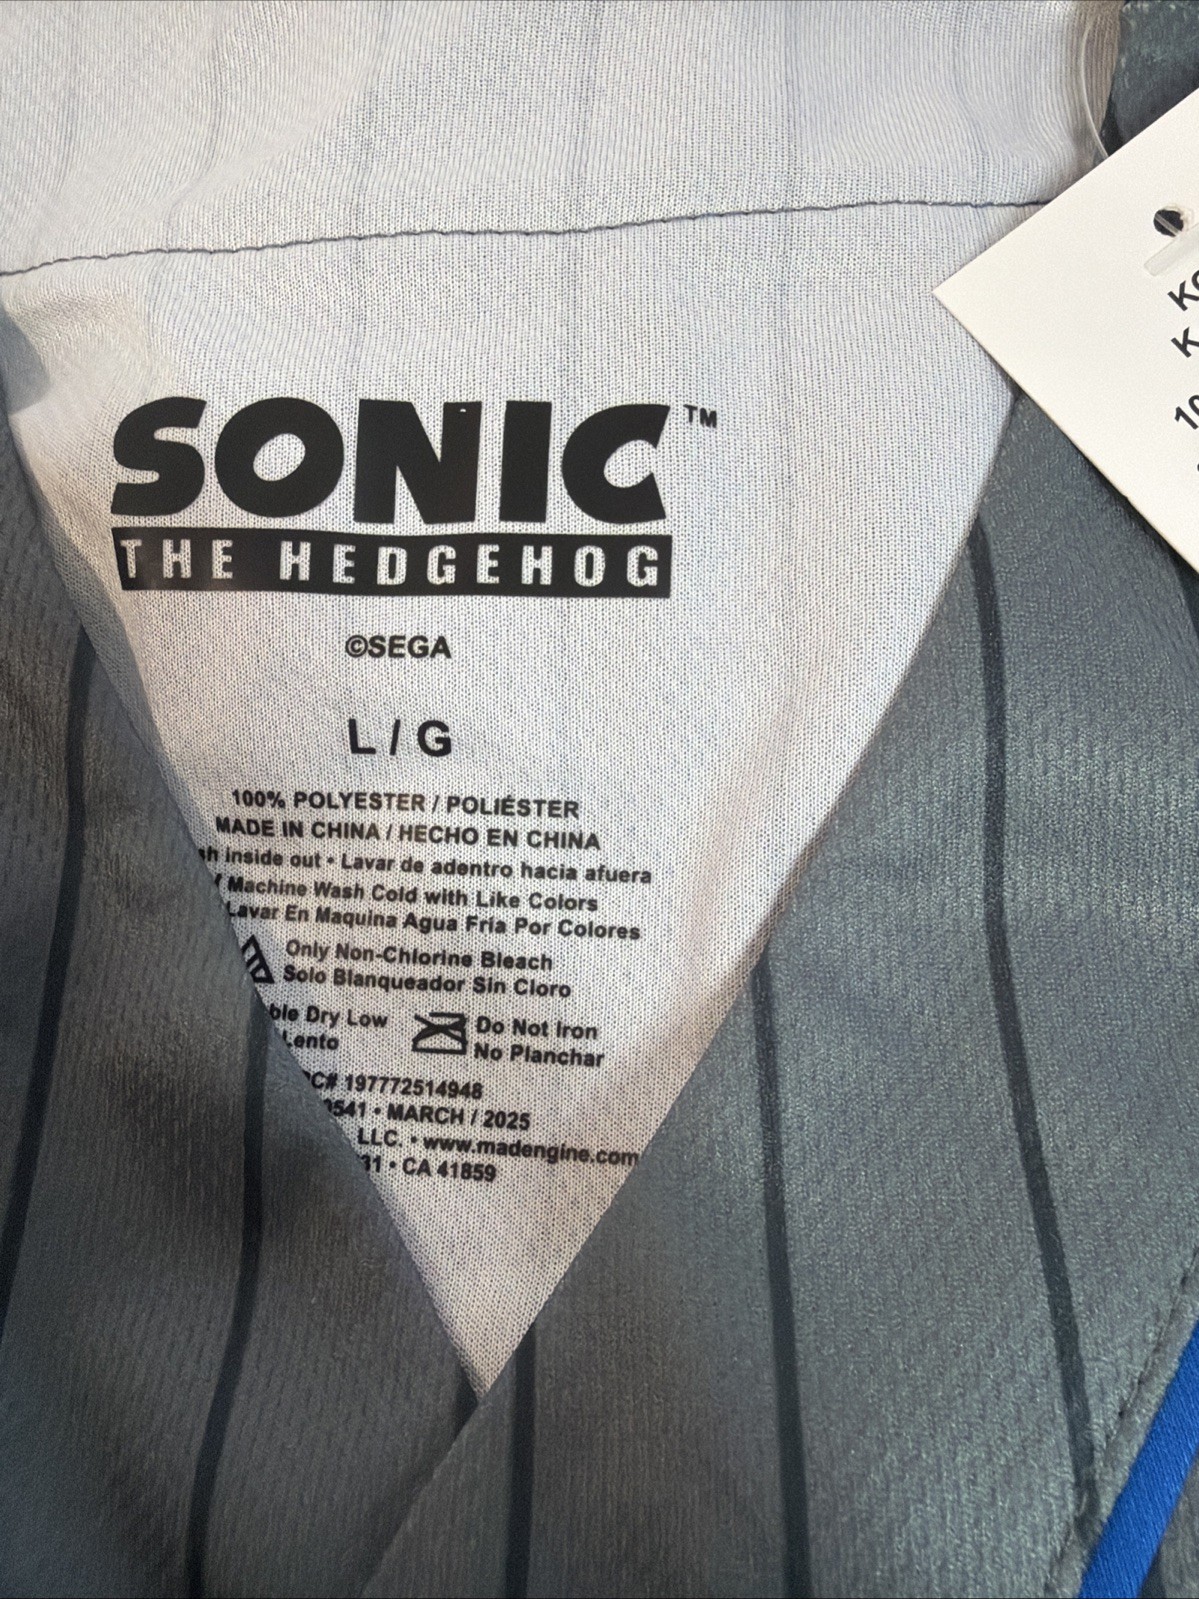 SONIC™
THE HEDGEHOG
©SEGA
L / G
100% POLYESTER / POLIÉSTER
MADE IN CHINA / HECHO EN CHINA
inside out • Lavar de adentro hacia afuera
Machine Wash Cold with Like Colors
Lavar En Maquina Agua Fria Por Colores
Only Non-Chlorine Bleach
Solo Blanqueador Sin Cloro
Dry Low
Lento
Do Not Iron
No Planchar
197772514948
MARCH / 2025
LLC. • www.madengine.com
CA 41859